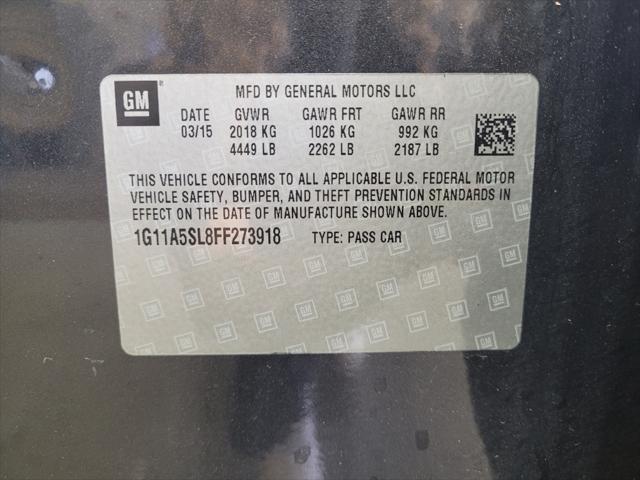 GM
MFD BY GENERAL MOTORS LLC
DATE GVWR GAWR FRT GAWR RR
03/15 2018 KG 1026 KG 992 KG
4449 LB 2262 LB 2187 LB
THIS VEHICLE CONFORMS TO ALL APPLICABLE U.S. FEDERAL MOTOR
VEHICLE SAFETY, BUMPER, AND THEFT PREVENTION STANDARDS IN
EFFECT ON THE DATE OF MANUFACTURE SHOWN ABOVE.
1G11A5SL8FF273918 TYPE: PASS CAR